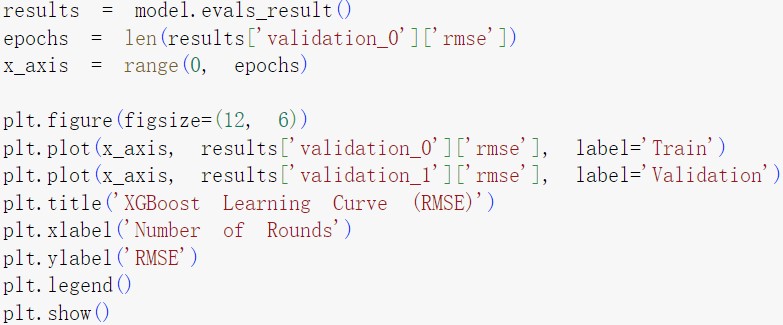 results = model.evals_result()
epochs = len(results['validation_0']['rmse'])
x_axis = range(0, epochs)
plt.figure(figsize=(12, 6))
plt.plot(x_axis, results['validation_0']['rmse'], label='Train')
plt.plot(x_axis, results['validation_1']['rmse'], label='Validation')
plt.title('XGBoost Learning Curve (RMSE)')
plt.xlabel('Number of Rounds')
plt.ylabel('RMSE')
plt.legend()
plt.show()